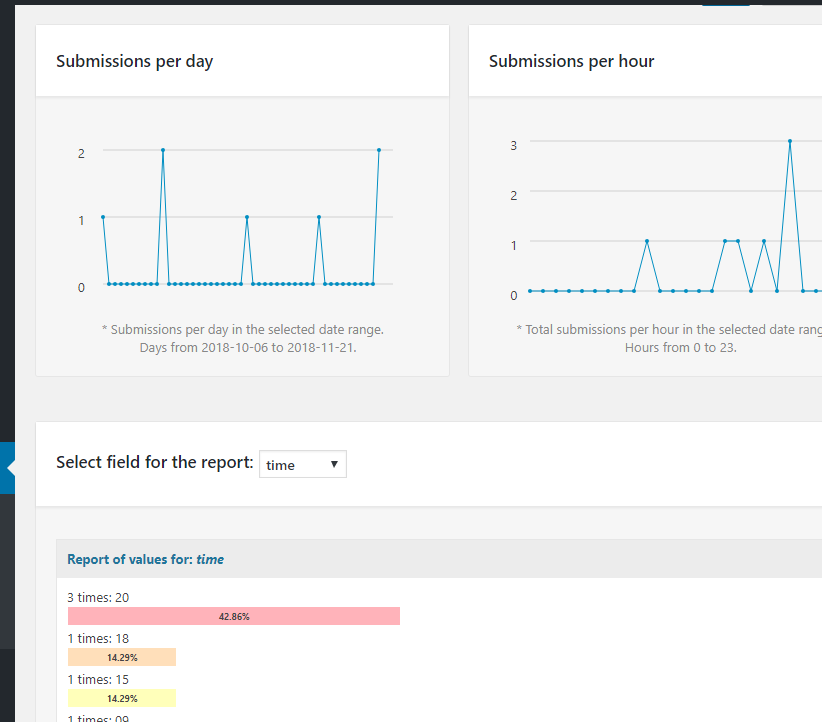 Submissions per day
2
1
0
* Submissions per day in the selected date range.
Days from 2018-10-06 to 2018-11-21.
Submissions per hour
3
2
1
0
* Total submissions per hour in the selected date rang
Hours from 0 to 23.
Select field for the report: time
Report of values for: time
3 times: 20
42.86%
1 times: 18
14.29%
1 times: 15
14.29%
1 times: 09